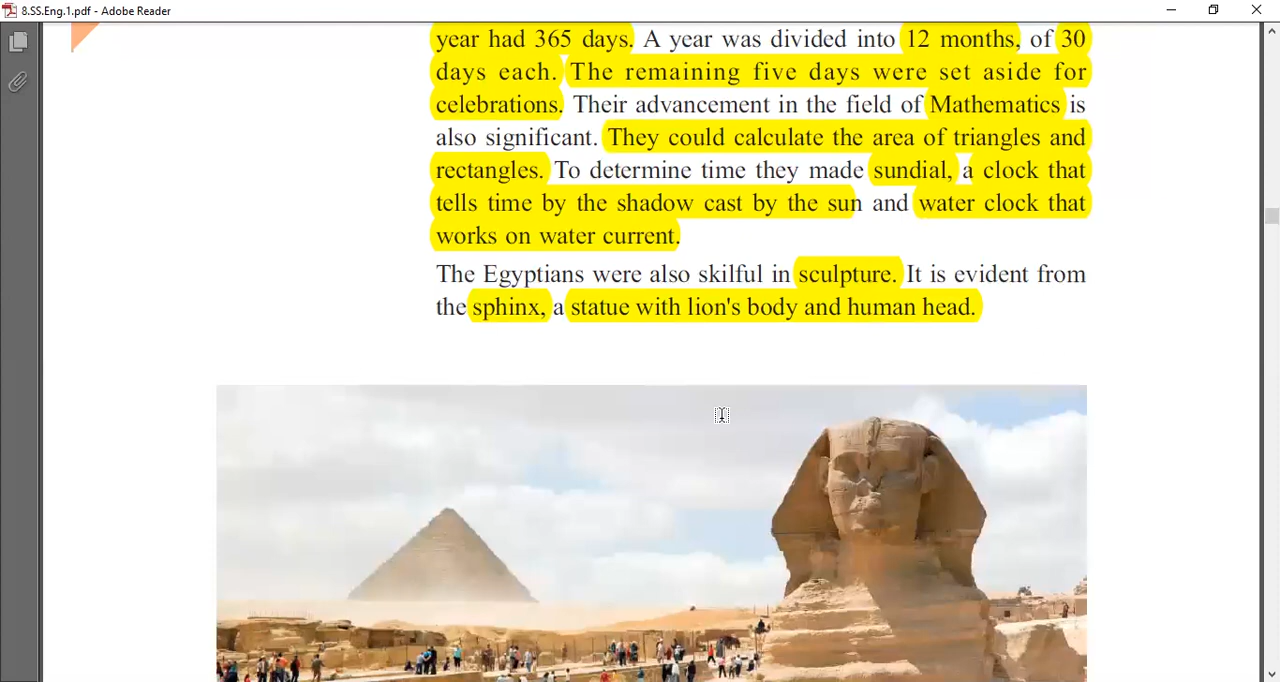 8.SS.Eng.1.pdf - Adobe Reader
year had 365 days. A year was divided into 12 months, of 30
days each. The remaining five days were set aside for
celebrations. Their advancement in the field of Mathematics is
also significant. They could calculate the area of triangles and
rectangles. To determine time they made sundial, a clock that
tells time by the shadow cast by the sun and water clock that
works on water current.
The Egyptians were also skilful in sculpture. It is evident from
the sphinx, a statue with lion's body and human head.